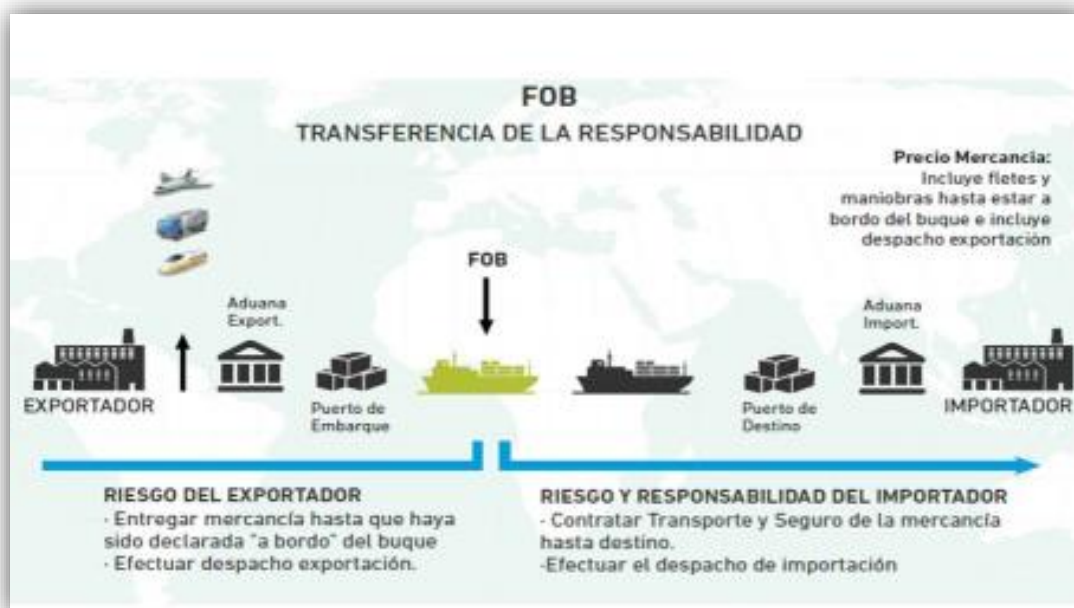 FOB
TRANSFERENCIA DE LA RESPONSABILIDAD
Precio Mercancia:
Incluye fletes y
maniobras hasta estar a
bordo del buque e incluye
despacho exportación
FOB
Aduana
Export.
Aduana
Import.
EXPORTADOR
Puerto de
Embarque
Puerto de
Destino
IMPORTADOR
RIESGO DEL EXPORTADOR
· Entregar mercancía hasta que haya
sido declarada "a bordo" del buque
· Efectuar despacho exportación.
RIESGO Y RESPONSABILIDAD DEL IMPORTADOR
· Contratar Transporte y Seguro de la mercancía
hasta destino.
·Efectuar el despacho de importación